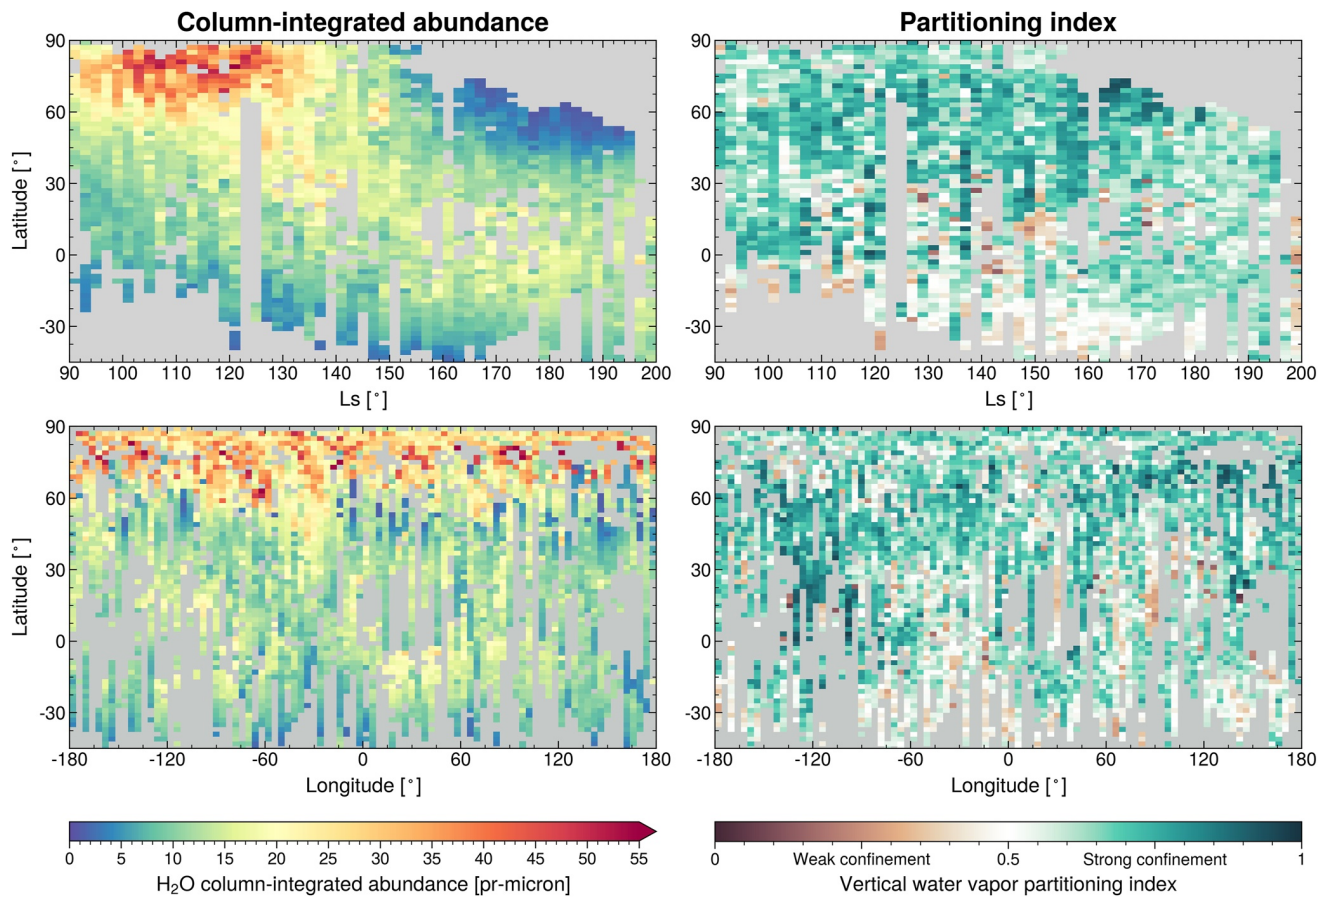 Column-integrated abundance
Partitioning index
90
60
30
0
-30
Latitude [°]
90 100 110 120 130 140 150 160 170 180 190 200
Ls [°]
90
60
30
0
-30
90 100 110 120 130 140 150 160 170 180 190 200
Ls [°]
90
60
30
0
-30
Latitude [°]
-180 -120 -60 0 60 120 180
Longitude [°]
90
60
30
0
-30
-180 -120 -60 0 60 120 180
Longitude [°]
0 5 10 15 20 25 30 35 40 45 50 55
H₂O column-integrated abundance [pr-micron]
0 Weak confinement 0.5 Strong confinement 1
Vertical water vapor partitioning index